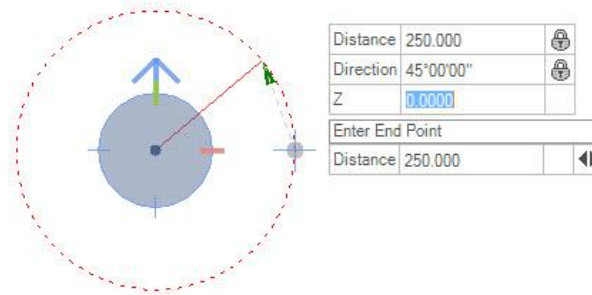 Distance 250.000
Direction 45°00'00"
Z 0.0000
Enter End Point
Distance 250.000